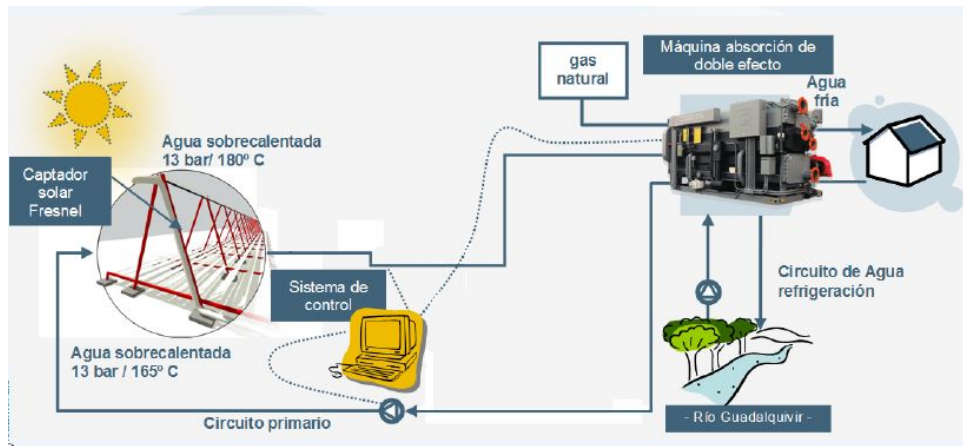 gas
natural
Máquina absorción de
doble efecto
Agua
fría
Agua sobrecalentada
13 bar/ 180º C
Captador
solar
Fresnel
Sistema de
control
Circuito de Agua
refrigeración
Agua sobrecalentada
13 bar / 165º C
Circuito primario
- Río Guadalquivir -